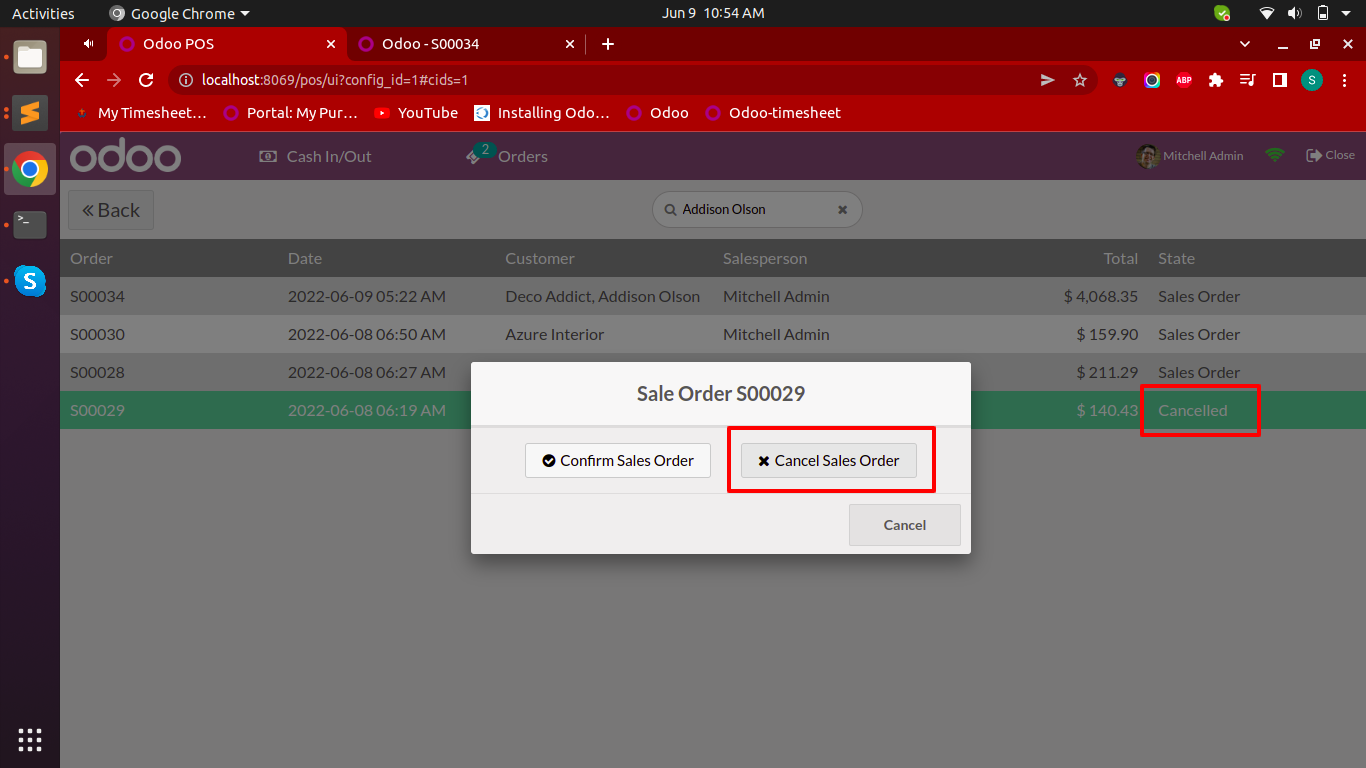 Activities Google Chrome Jun 9 10:54 AM
Odoo POS Odoo - S00034
localhost:8069/pos/ui?config_id=1#cids=1 ABP S
My Timesheet… Portal: My Pur… YouTube Installing Odo… Odoo Odoo-timesheet
odoo Cash In/Out 2 Orders Mitchell Admin Close
Back Addison Olson
Order Date Customer Salesperson Total State
S00034 2022-06-09 05:22 AM Deco Addict, Addison Olson Mitchell Admin $ 4,068.35 Sales Order
S00030 2022-06-08 06:50 AM Azure Interior Mitchell Admin $ 159.90 Sales Order
S00028 2022-06-08 06:27 AM $ 211.29 Sales Order
S00029 2022-06-08 06:19 AM $ 140.43 Cancelled
Sale Order S00029
Confirm Sales Order Cancel Sales Order
Cancel